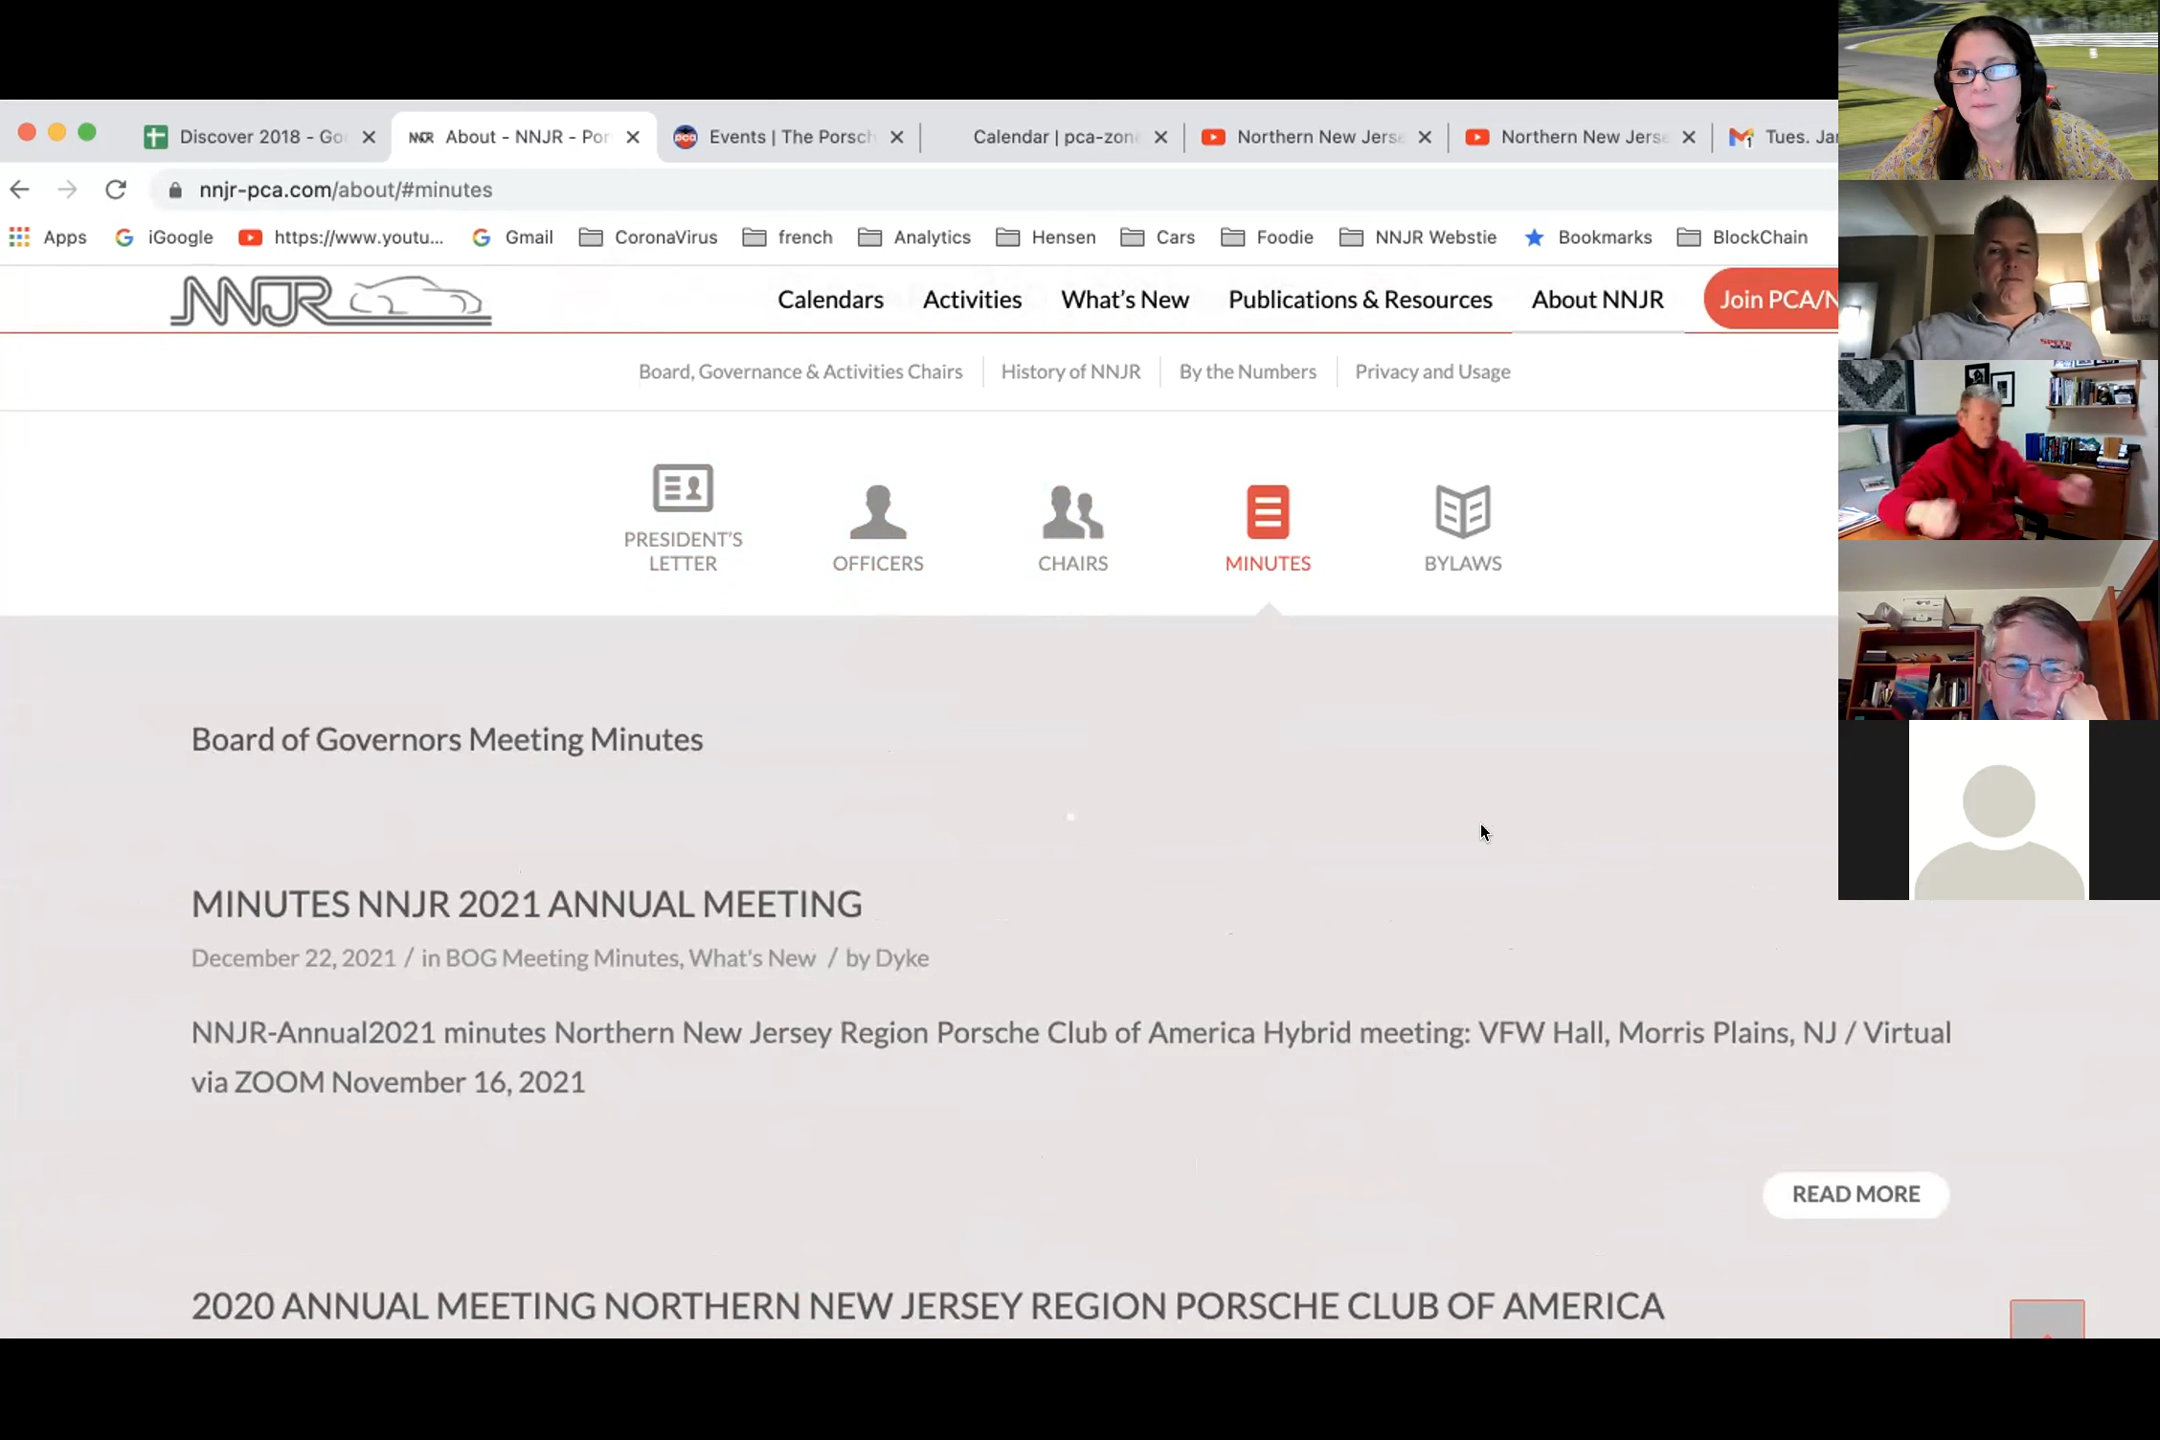 Discover 2018 - Go
NNJR About - NNJR - Por
pca Events | The Porsch
Calendar | pca-zon
Northern New Jerse
Northern New Jerse
1 Tues. Ja
nnjr-pca.com/about/#minutes
Apps iGoogle https://www.youtu... Gmail CoronaVirus french Analytics Hensen Cars Foodie NNJR Webstie Bookmarks BlockChain
NNJR Calendars Activities What's New Publications & Resources About NNJR Join PCA/N
Board, Governance & Activities Chairs History of NNJR By the Numbers Privacy and Usage
PRESIDENT'S
LETTER
OFFICERS
CHAIRS
MINUTES
BYLAWS
Board of Governors Meeting Minutes
MINUTES NNJR 2021 ANNUAL MEETING
December 22, 2021 / in BOG Meeting Minutes, What's New / by Dyke
NNJR-Annual2021 minutes Northern New Jersey Region Porsche Club of America Hybrid meeting: VFW Hall, Morris Plains, NJ / Virtual
via ZOOM November 16, 2021
READ MORE
2020 ANNUAL MEETING NORTHERN NEW JERSEY REGION PORSCHE CLUB OF AMERICA